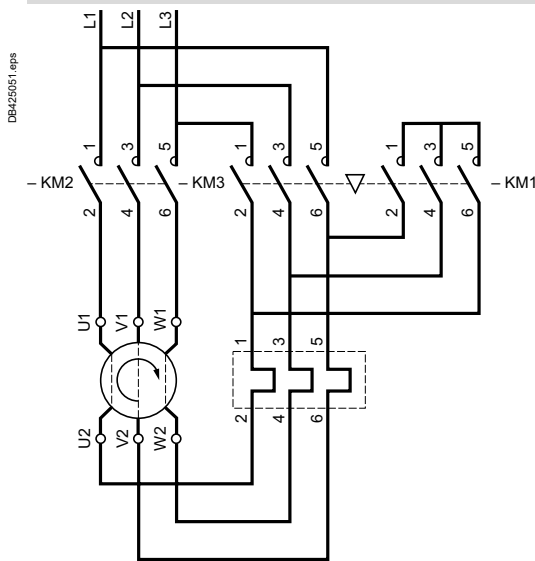 DB425051.eps
L1 L2 L3
1 3 5 1 3 5 1 3 5
– KM2 – KM3 – KM1
2 4 6 2 4 6 2 4 6
U1 V1 W1
1 3 5
2 4 6
U2 V2 W2